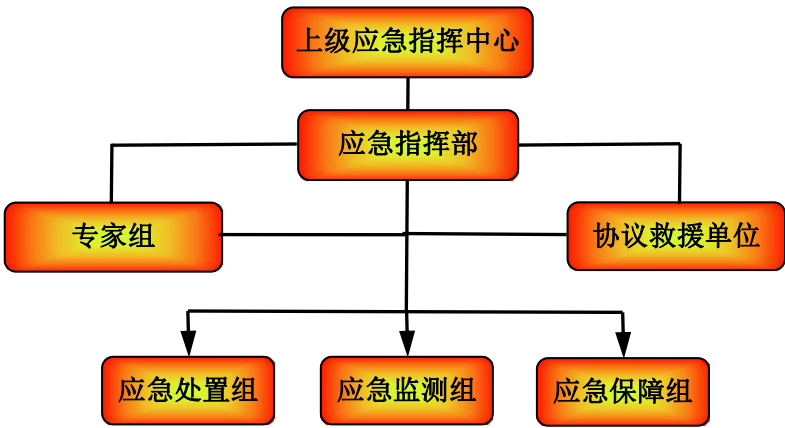 上级应急指挥中心
应急指挥部
专家组
协议救援单位
应急处置组
应急监测组
应急保障组